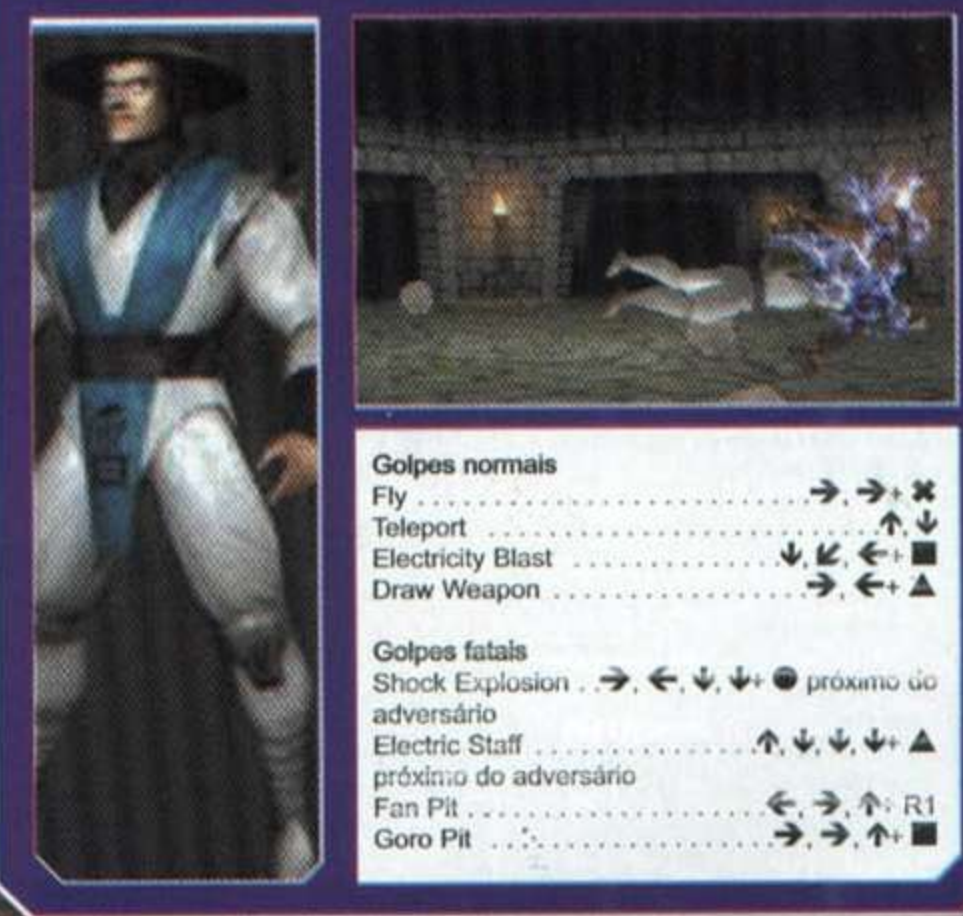 Golpes normais
Fly ................................ →, →+ ✖
Teleport ................................ ↑, ↓
Electricity Blast .................... ↓, ↙, ←+ ■
Draw Weapon .......................... →, ←+ ▲
Golpes fatais
Shock Explosion . . →, ←, ↓, ↓+ ● próximo do
adversário
Electric Staff ...................... ↑, ↓, ↓, ↓+ ▲
próximo do adversário
Fan Pit ............................ ←, →, ↑+ R1
Goro Pit .......................... →, →, ↑+ ■